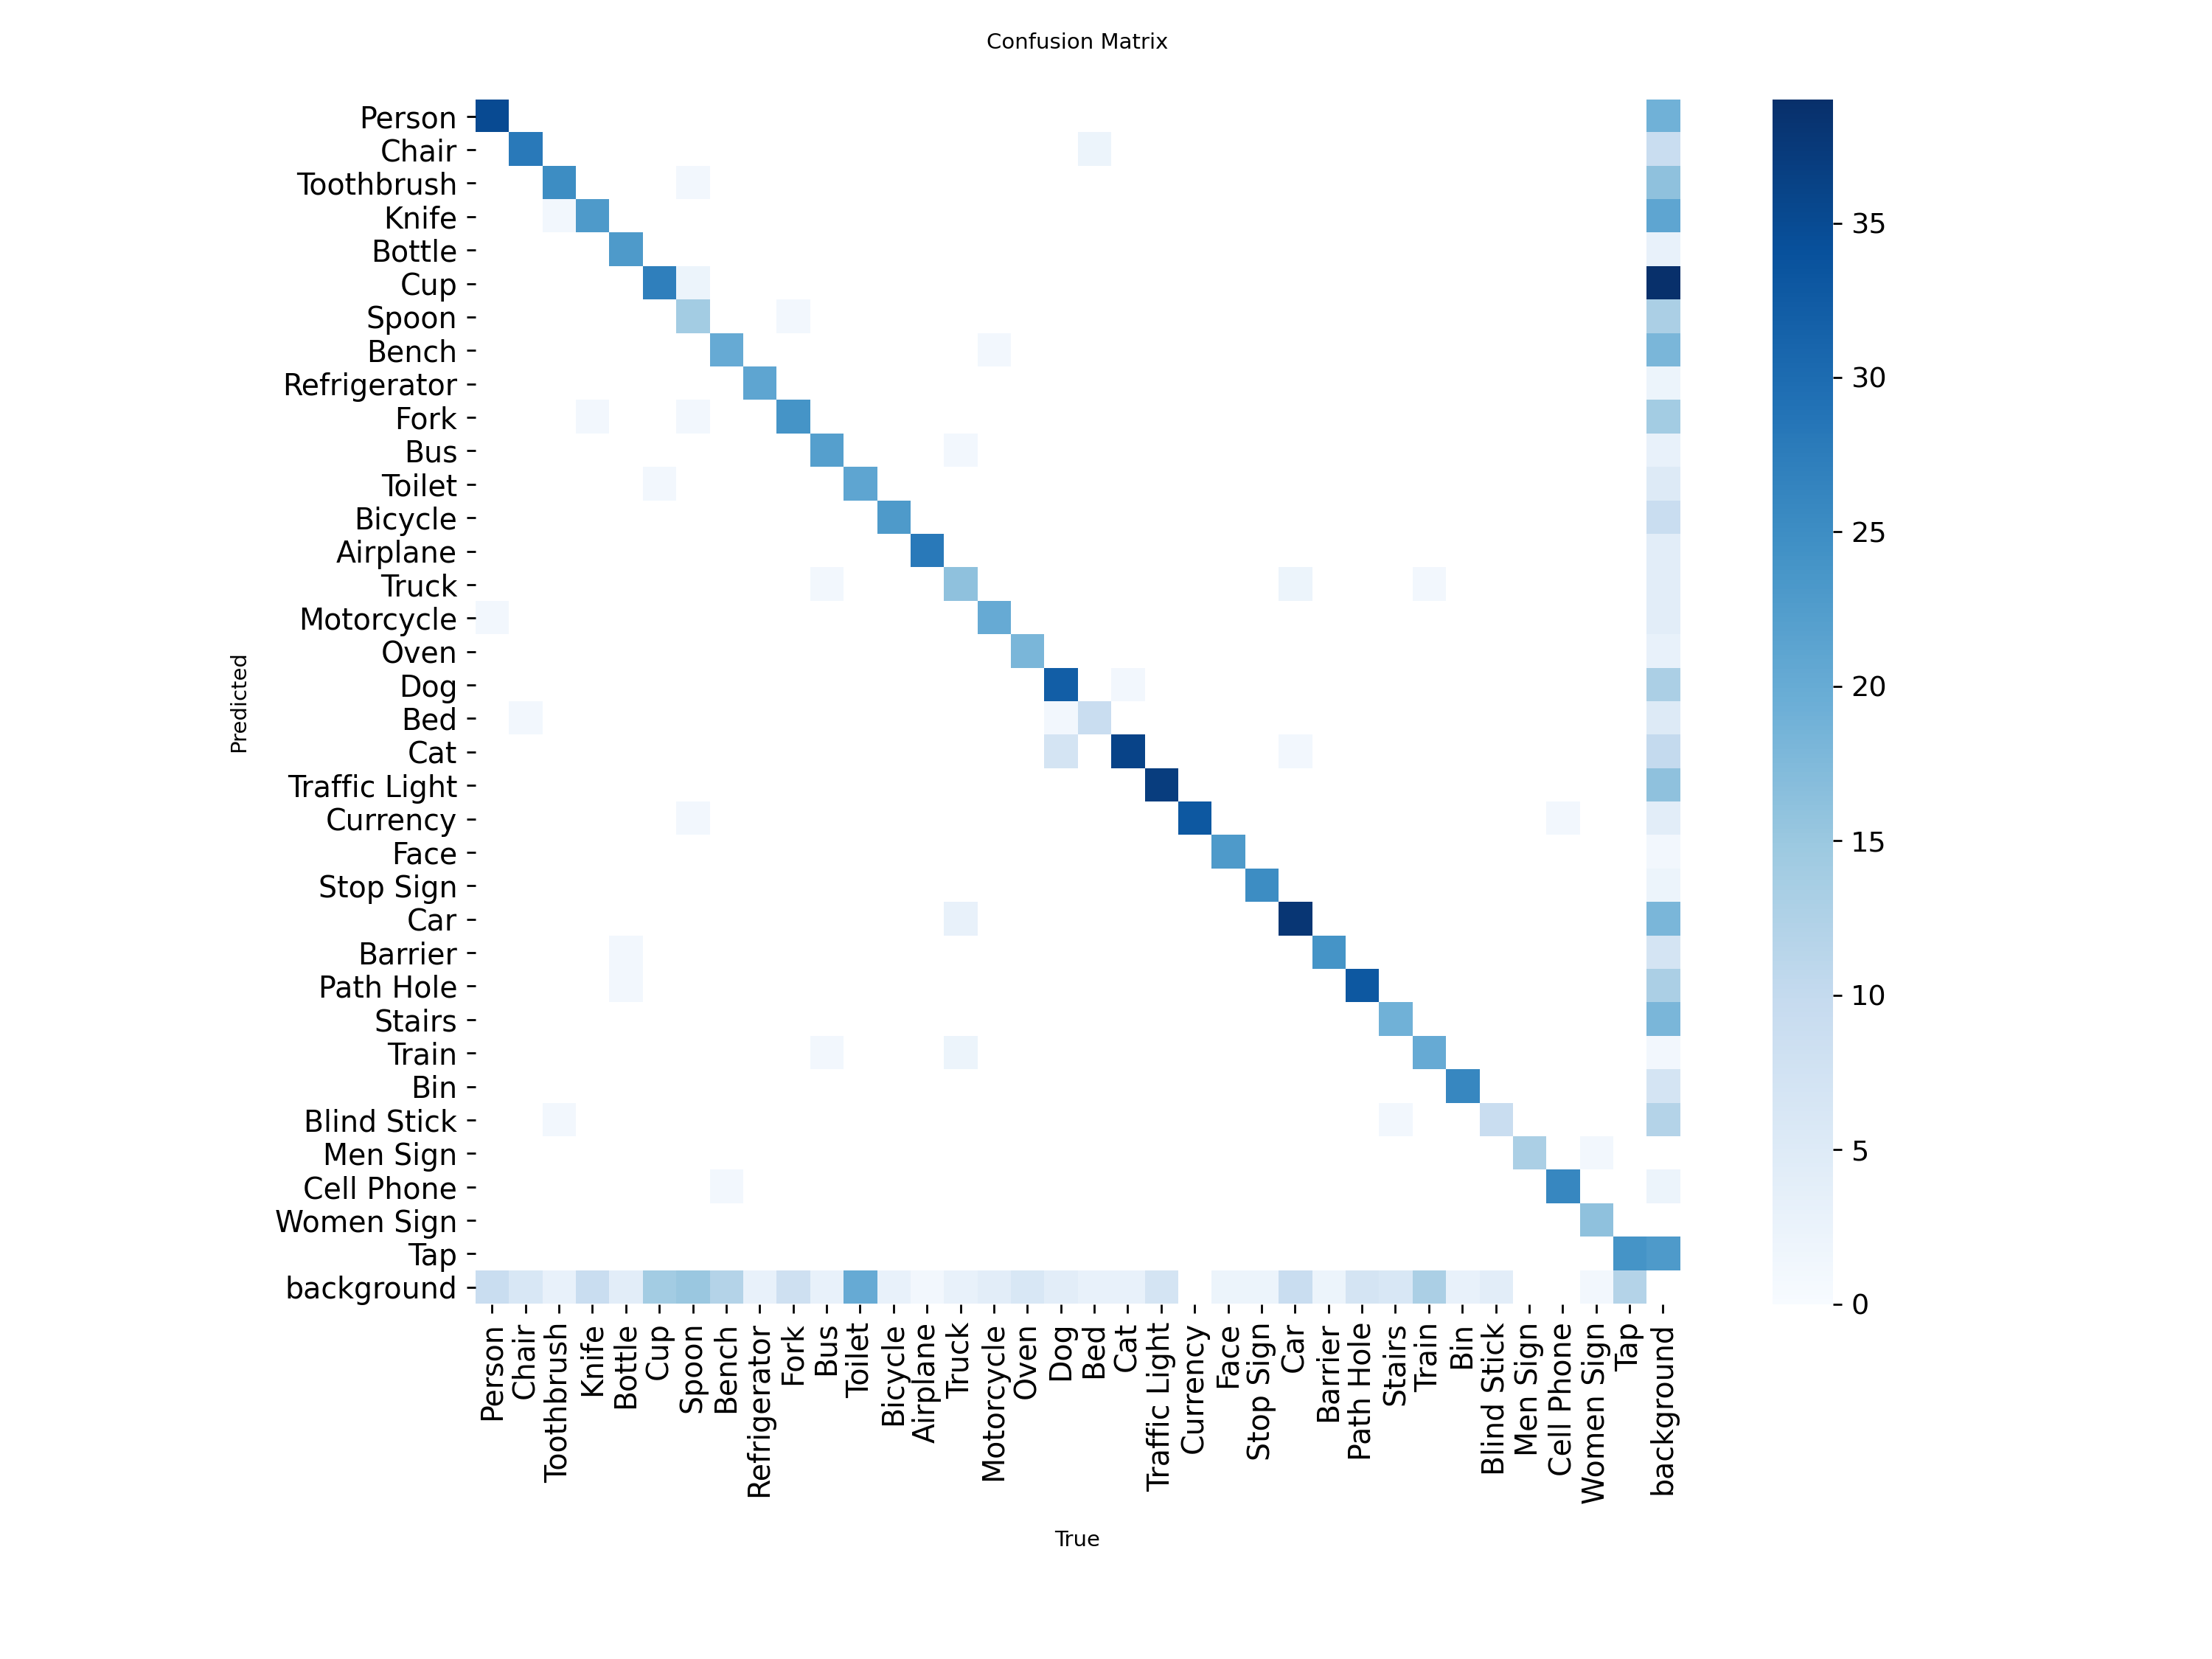 Confusion Matrix
Person
Chair
Toothbrush
Knife
Bottle
Cup
Spoon
Bench
Refrigerator
Fork
Bus
Toilet
Bicycle
Airplane
Truck
Motorcycle
Oven
Dog
Bed
Cat
Traffic Light
Currency
Face
Stop Sign
Car
Barrier
Path Hole
Stairs
Train
Bin
Blind Stick
Men Sign
Cell Phone
Women Sign
Tap
background
Predicted
Person
Chair
Toothbrush
Knife
Bottle
Cup
Spoon
Bench
Refrigerator
Fork
Bus
Toilet
Bicycle
Airplane
Truck
Motorcycle
Oven
Dog
Bed
Cat
Traffic Light
Currency
Face
Stop Sign
Car
Barrier
Path Hole
Stairs
Train
Bin
Blind Stick
Men Sign
Cell Phone
Women Sign
Tap
background
True
35
30
25
20
15
10
5
0